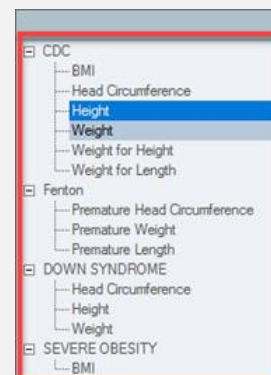 CDC
BMI
Head Circumference
Height
Weight
Weight for Height
Weight for Length
Fenton
Premature Head Circumference
Premature Weight
Premature Length
DOWN SYNDROME
Head Circumference
Height
Weight
SEVERE OBESITY
BMI